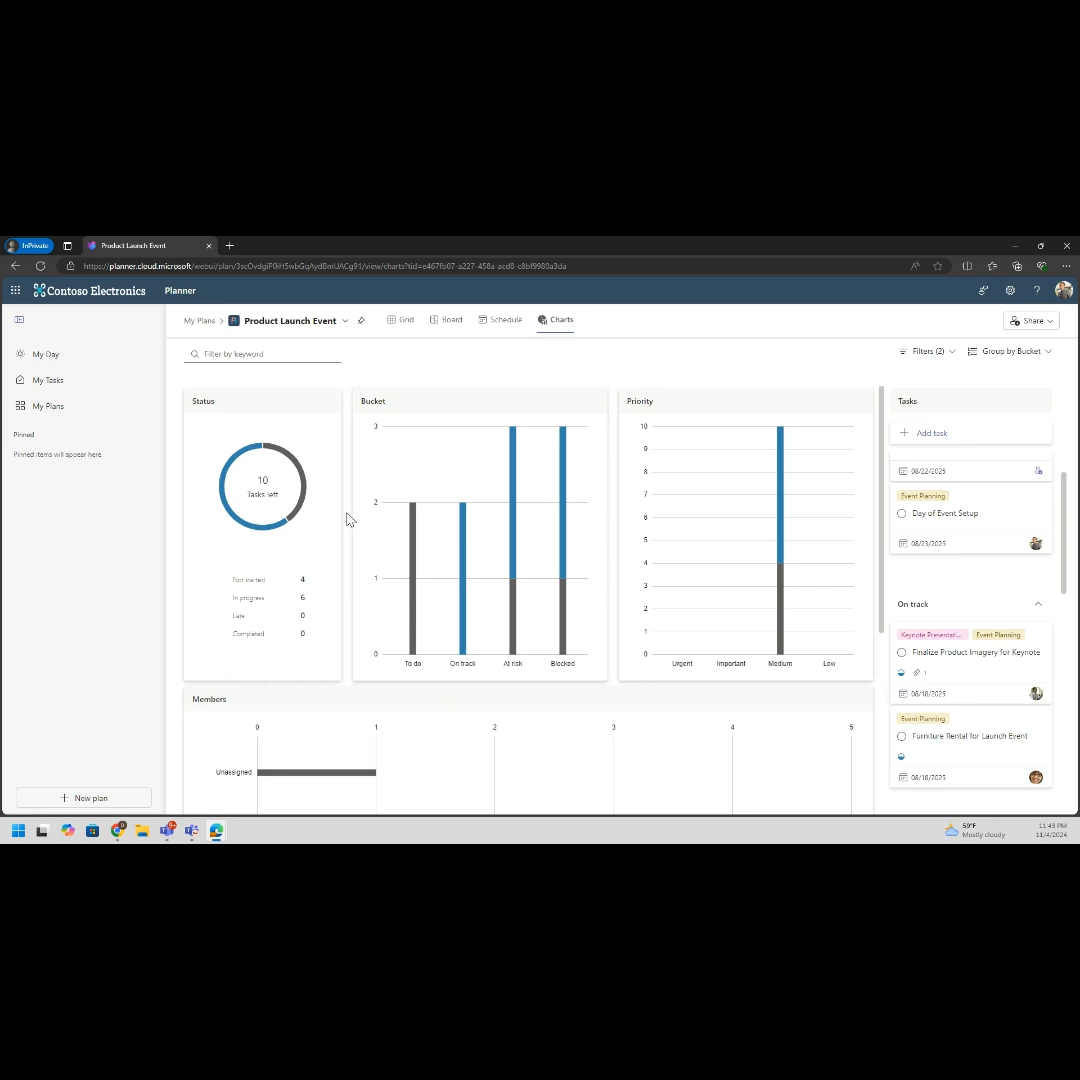 InPrivate
Product Launch Event
https://planner.cloud.microsoft/webui/plan/3scOvdgiP0iH5wbGqAydBmUACg91/view/charts?tid=e467fb07-a227-458a-acd8-c8bf9980a3da
Contoso Electronics
Planner
My Day
My Tasks
My Plans
Pinned
Pinned items will appear here.
New plan
My Plans > Product Launch Event
Grid
Board
Schedule
Charts
Share
Filter by keyword
Filters (2)
Group by Bucket
Status
10
Tasks left
Not started 4
In progress 6
Late 0
Completed 0
Bucket
3
2
1
0
To do On track At risk Blocked
Priority
10
9
8
7
6
5
4
3
2
1
0
Urgent Important Medium Low
Members
0 1 2 3 4 5
Unassigned
Tasks
Add task
08/22/2025
Event Planning
Day of Event Setup
08/23/2025
On track
Keynote Presentati... Event Planning
Finalize Product Imagery for Keynote
1
08/18/2025
Event Planning
Furniture Rental for Launch Event
08/18/2025
59°F
Mostly cloudy
11:43 PM
11/4/2024